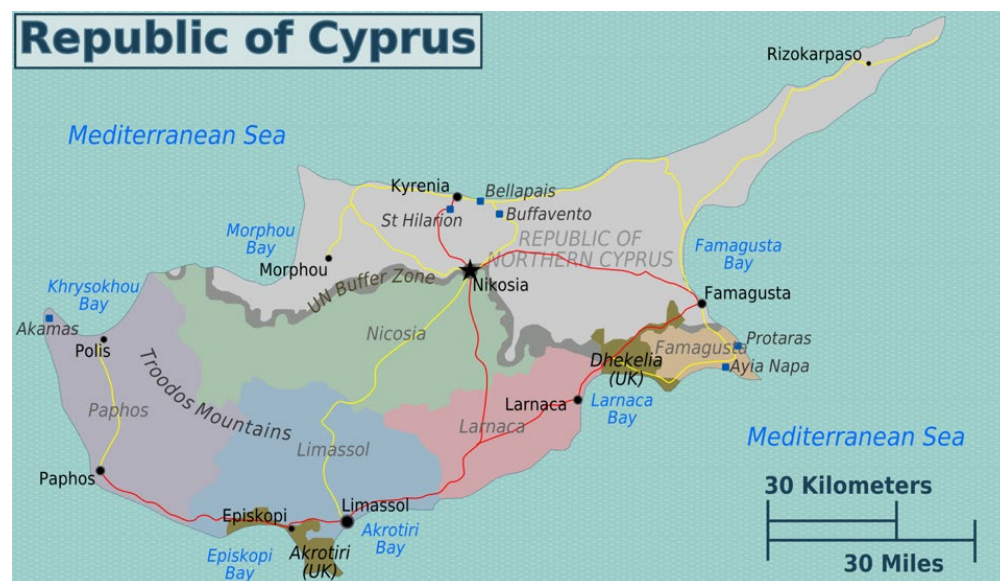 Republic of Cyprus
Rizokarpaso
Mediterranean Sea
Kyrenia
Bellapais
St Hilarion
Buffavento
Morphou
Bay
REPUBLIC OF
NORTHERN CYPRUS
Famagusta
Bay
Morphou
UN Buffer Zone
Nikosia
Khrysokhou
Bay
Famagusta
Akamas
Nicosia
Polis
Protaras
Famagusta
Dhekelia
(UK)
Ayia Napa
Troodos Mountains
Paphos
Larnaca
Larnaca
Bay
Larnaca
Limassol
Mediterranean Sea
Paphos
30 Kilometers
Limassol
Episkopi
Akrotiri
Bay
Episkopi
Bay
Akrotiri
(UK)
30 Miles